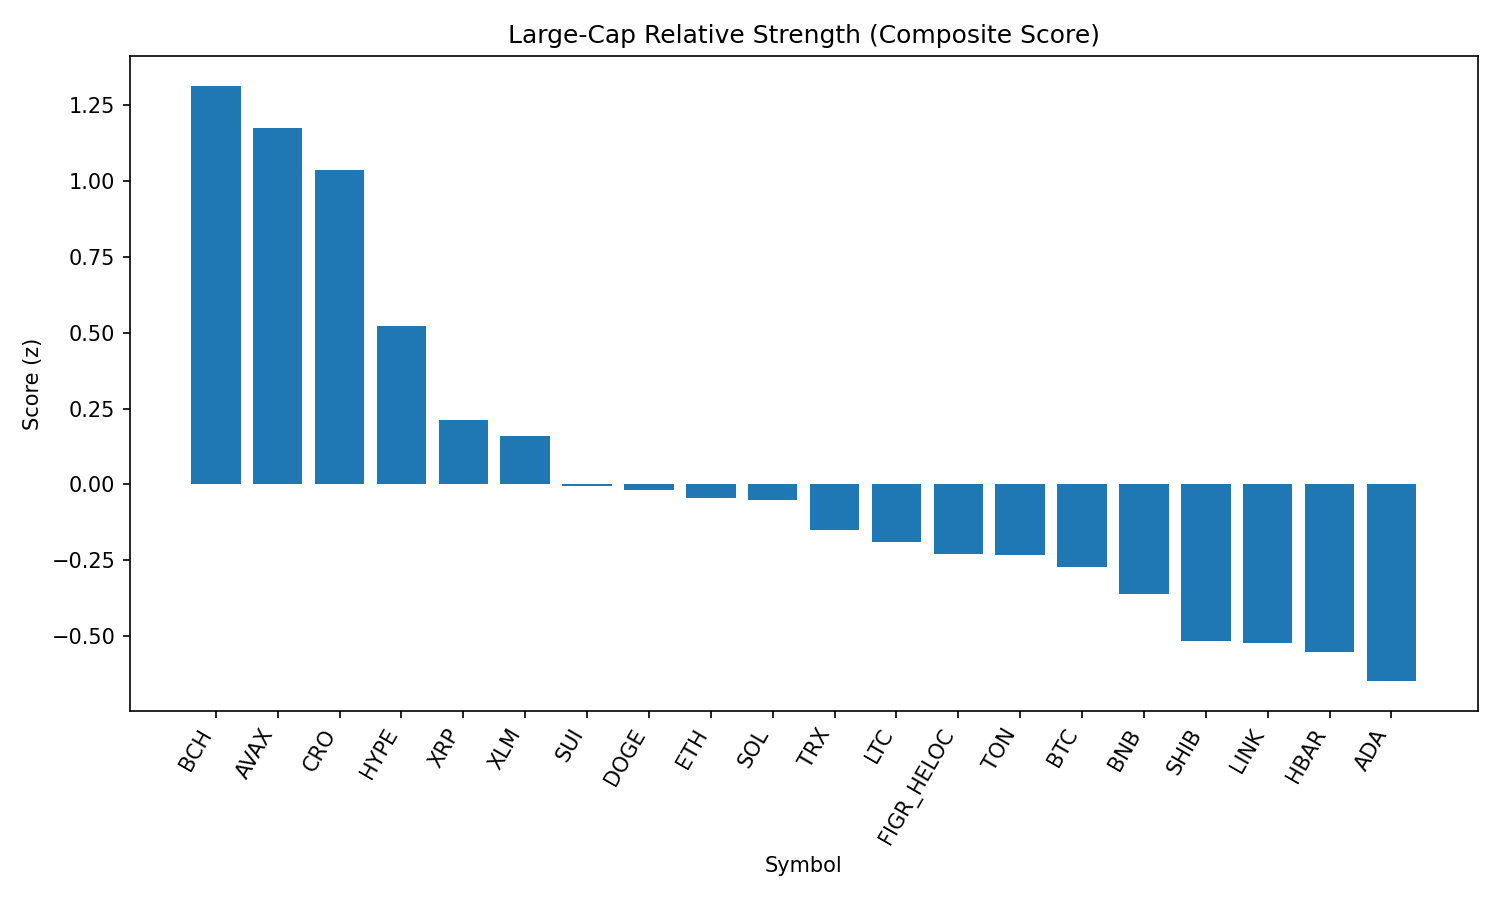 Large-Cap Relative Strength (Composite Score)
Score (z)
1.25
1.00
0.75
0.50
0.25
0.00
−0.25
−0.50
BCH
AVAX
CRO
HYPE
XRP
XLM
SUI
DOGE
ETH
SOL
TRX
LTC
FIGR_HELOC
TON
BTC
BNB
SHIB
LINK
HBAR
ADA
Symbol